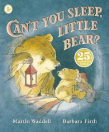 CAN'T YOU SLEEP,
LITTLE BEAR?
25
Martin Waddell
Barbara Firth